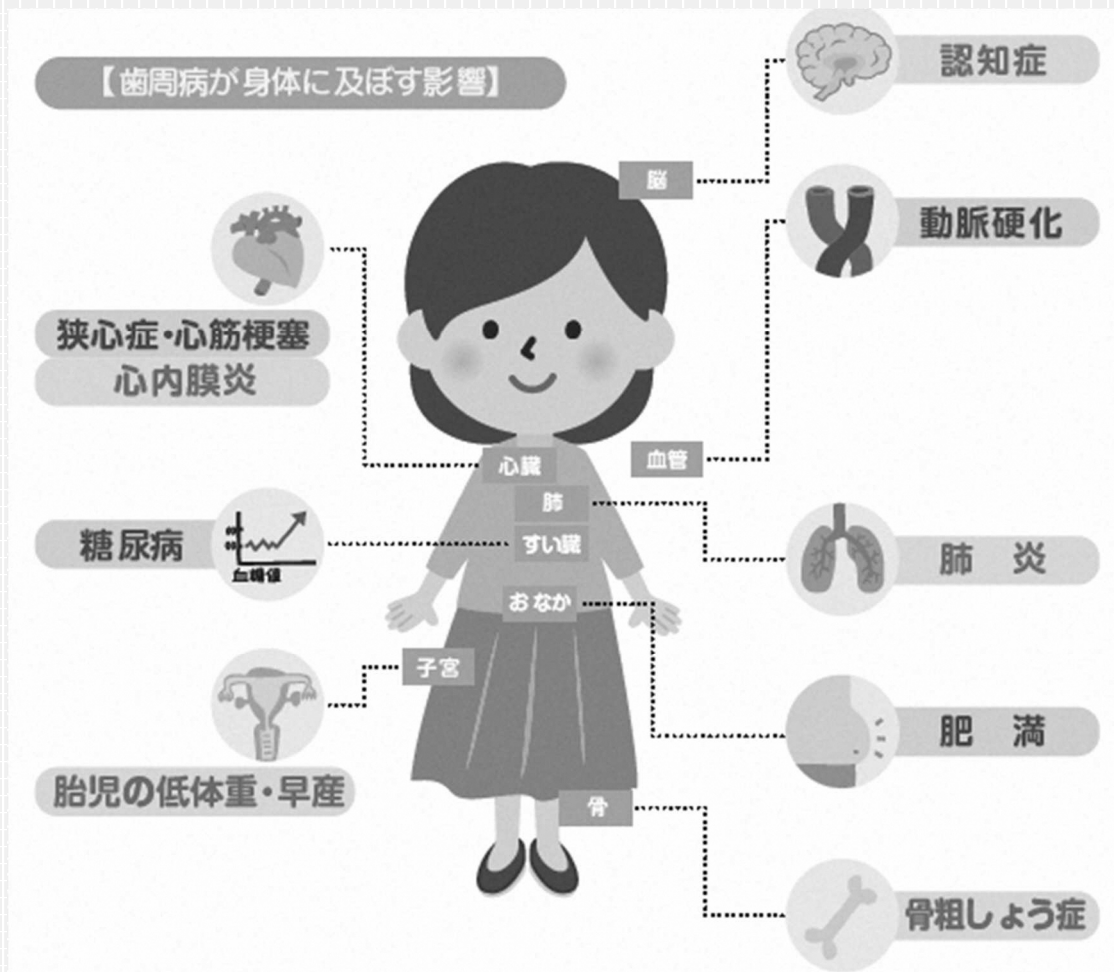 【歯周病が身体に及ぼす影響】
認知症
脳
動脈硬化
狭心症・心筋梗塞
心内膜炎
心臓
血管
肺
糖尿病
血糖値
すい臓
肺 炎
おなか
子宮
肥 満
胎児の低体重・早産
骨
骨粗しょう症